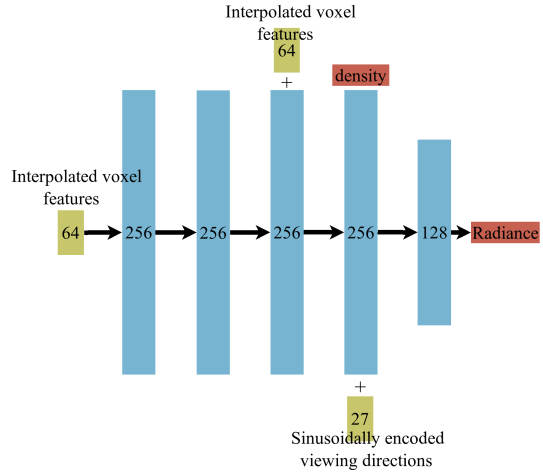 Interpolated voxel
features
64
+
density
Interpolated voxel
features
64
256
256
256
256
128
Radiance
+
27
Sinusoidally encoded
viewing directions